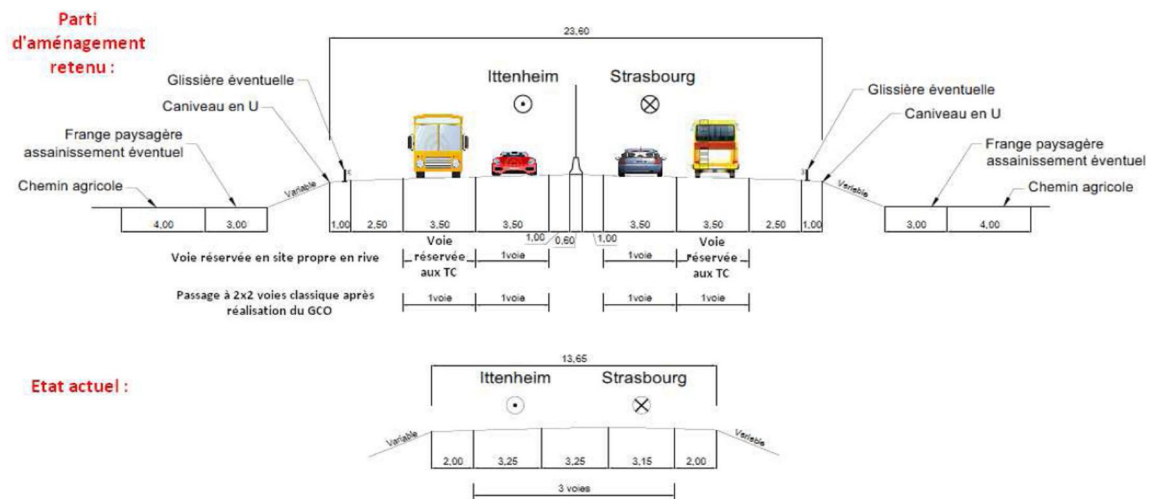 Parti
d'aménagement
retenu :
23,60
Ittenheim
Strasbourg
Glissière éventuelle
Caniveau en U
Frange paysagère
assainissement éventuel
Chemin agricole
Variable
Glissière éventuelle
Caniveau en U
Frange paysagère
assainissement éventuel
Chemin agricole
Variable
4,00 3,00 1,00 2,50 3,50 3,50 1,00 0,60 1,00 3,50 3,50 2,50 1,00 3,00 4,00
Voie réservée en site propre en rive
Voie
réservée
aux TC
1voie
1voie
Voie
réservée
aux TC
Passage à 2x2 voies classique après
réalisation du GCO
1voie 1voie 1voie 1voie
Etat actuel :
13,65
Ittenheim
Strasbourg
Variable
Variable
2,00 3,25 3,25 3,15 2,00
3 voies